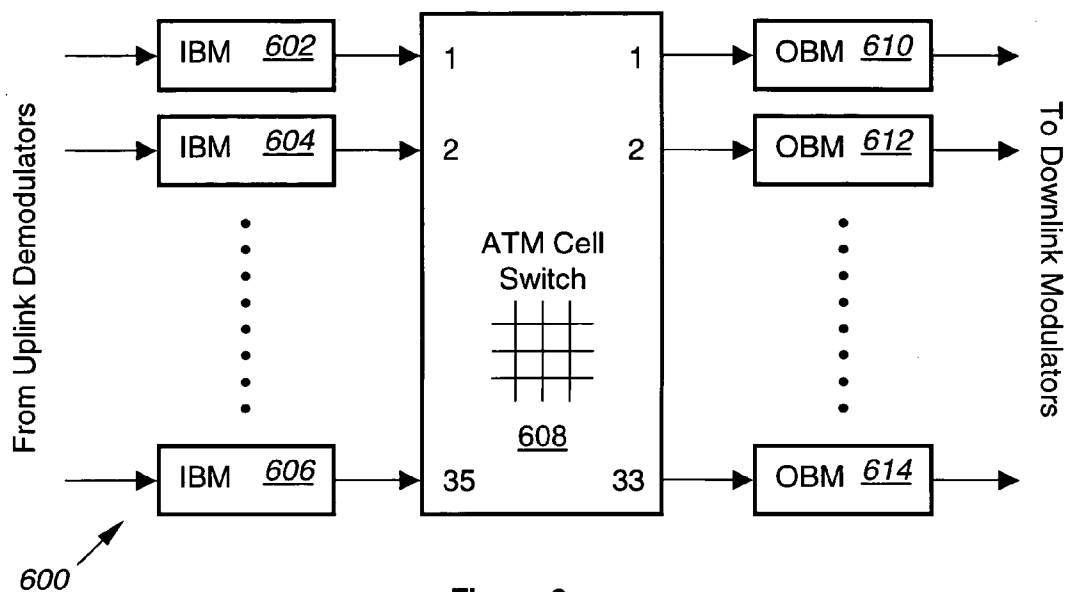 From Uplink Demodulators
IBM 602
IBM 604
IBM 606
1
2
35
ATM Cell
Switch
608
1
2
33
OBM 610
OBM 612
OBM 614
To Downlink Modulators
600